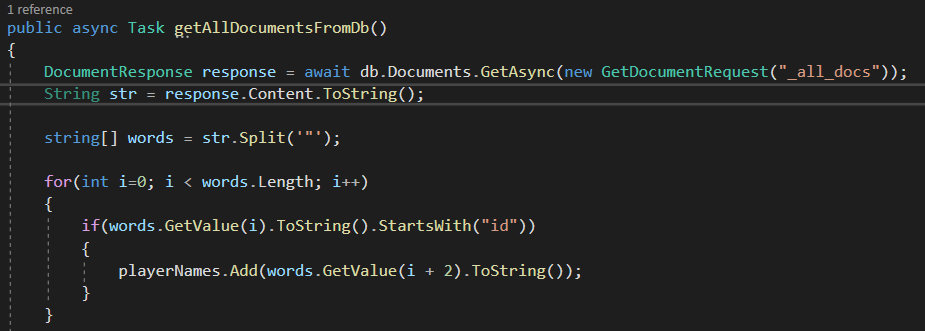 1 reference
public async Task getAllDocumentsFromDb()
{
DocumentResponse response = await db.Documents.GetAsync(new GetDocumentRequest("_all_docs"));
String str = response.Content.ToString();
string[] words = str.Split('"');
for(int i=0; i < words.Length; i++)
{
if(words.GetValue(i).ToString().StartsWith("id"))
{
playerNames.Add(words.GetValue(i + 2).ToString());
}
}